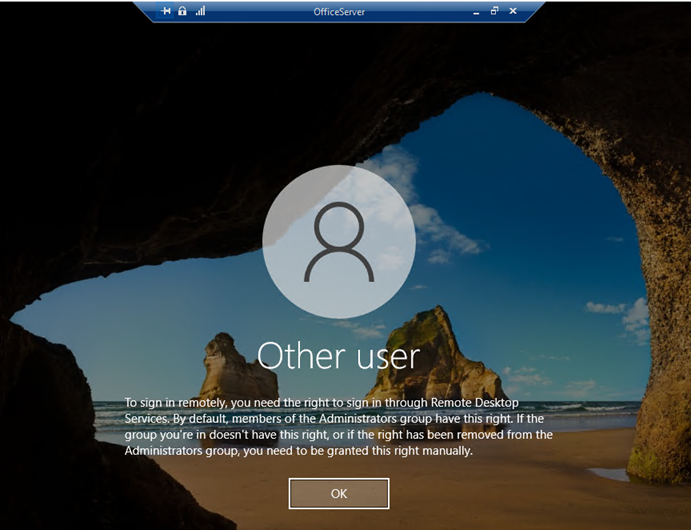 OfficeServer
Other user
To sign in remotely, you need the right to sign in through Remote Desktop
Services. By default, members of the Administrators group have this right. If the
group you're in doesn't have this right, or if the right has been removed from the
Administrators group, you need to be granted this right manually.
OK